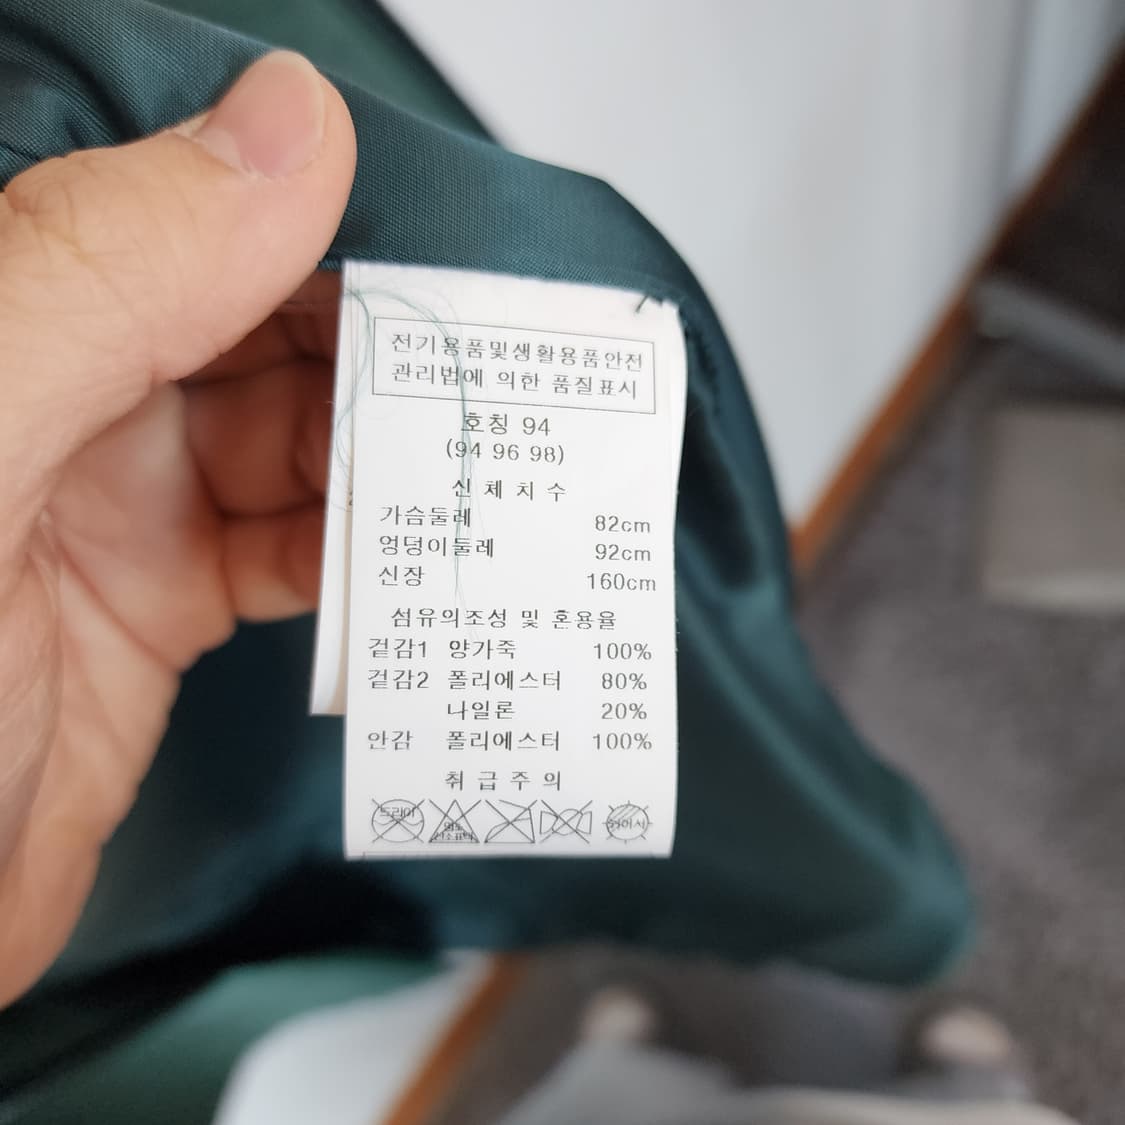 전기용품및생활용품안전
관리법에 의한 품질표시
호칭 94
(94 96 98)
신 체 치 수
가슴둘레 82cm
엉덩이둘레 92cm
신장 160cm
섬유의조성 및 혼용율
겉감1 양가죽 100%
겉감2 폴리에스터 80%
나일론 20%
안감 폴리에스터 100%
취 급 주 의
드라이